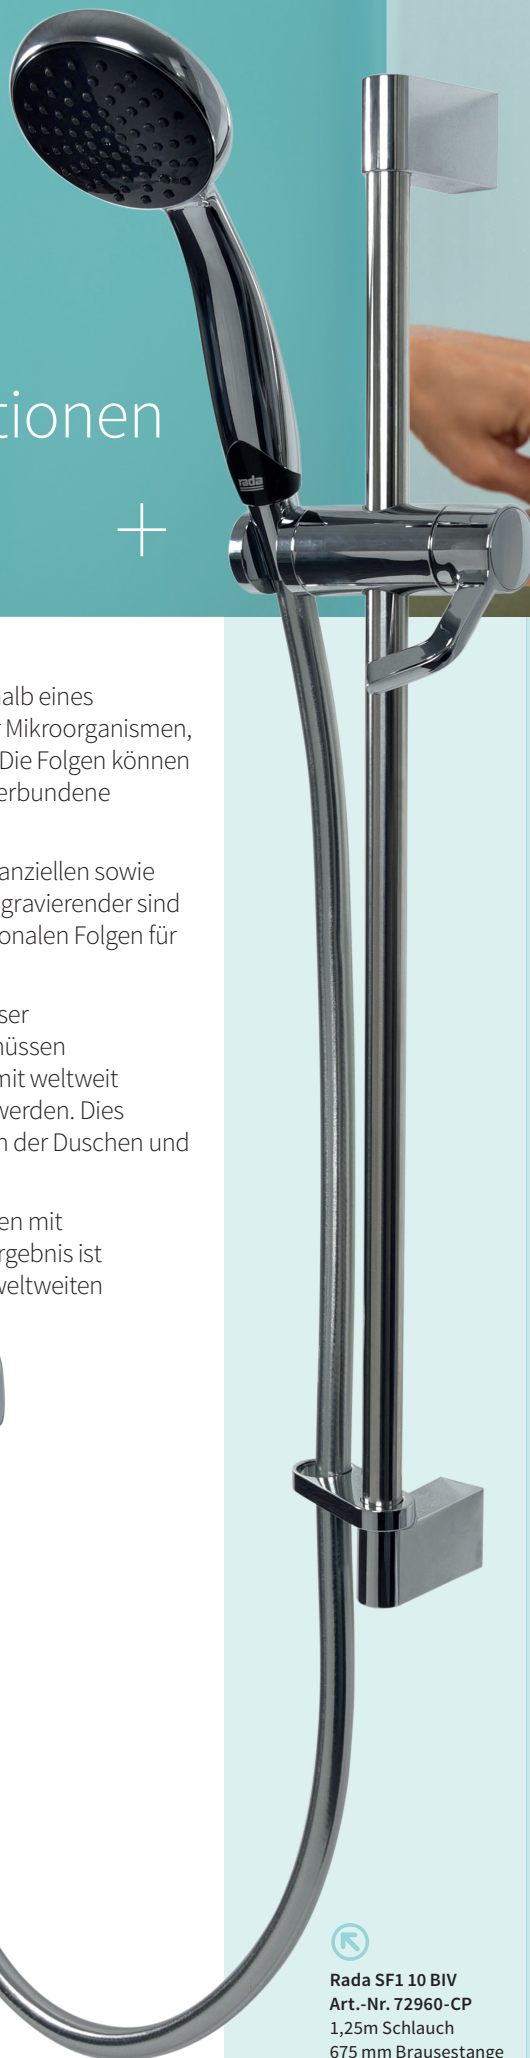 tionen
rada
alb eines
r Mikroorganismen,
Die Folgen können
erbundene
anziellen sowie
gravierender sind
onalen Folgen für
ser
nüssen
mit weltweit
werden. Dies
n der Duschen und
en mit
rgebnis ist
weltweiten
Rada SF1 10 BIV
Art.-Nr. 72960-CP
1,25m Schlauch
675 mm Brausestange